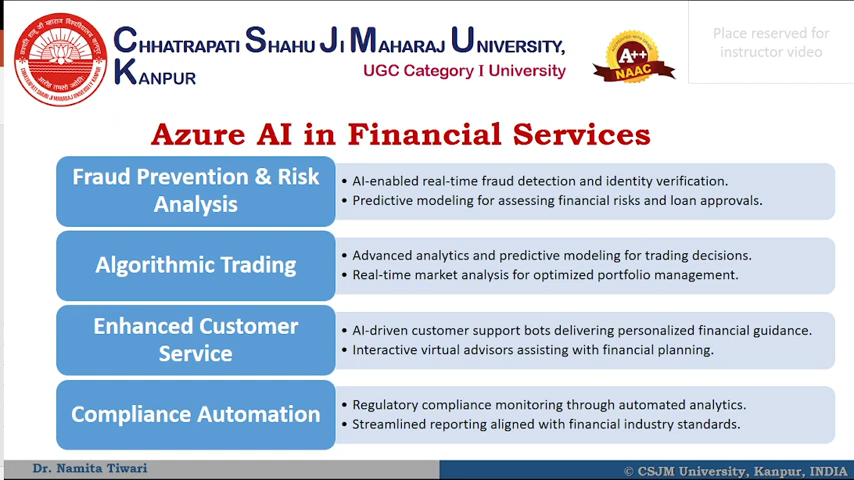 CHHATRAPATI SHAHU JI MAHARAJ UNIVERSITY,
KANPUR
UGC Category I University
A++
NAAC
Place reserved for
instructor video
Azure AI in Financial Services
Fraud Prevention & Risk
Analysis
• AI-enabled real-time fraud detection and identity verification.
• Predictive modeling for assessing financial risks and loan approvals.
Algorithmic Trading
• Advanced analytics and predictive modeling for trading decisions.
• Real-time market analysis for optimized portfolio management.
Enhanced Customer
Service
• AI-driven customer support bots delivering personalized financial guidance.
• Interactive virtual advisors assisting with financial planning.
Compliance Automation
• Regulatory compliance monitoring through automated analytics.
• Streamlined reporting aligned with financial industry standards.
Dr. Namita Tiwari
© CSJM University, Kanpur, INDIA